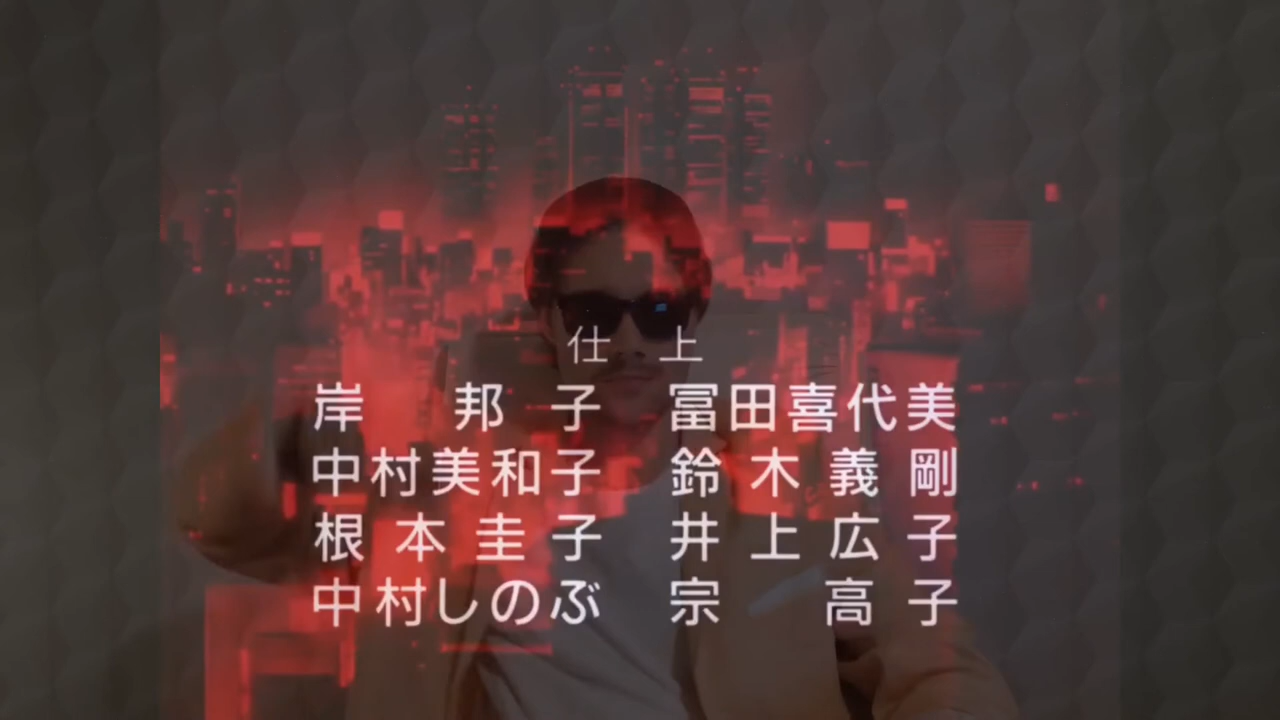 仕 上
岸 邦 子 冨田喜代美
中村美和子 鈴木義剛
根本圭子 井上広子
中村しのぶ 宗 高 子